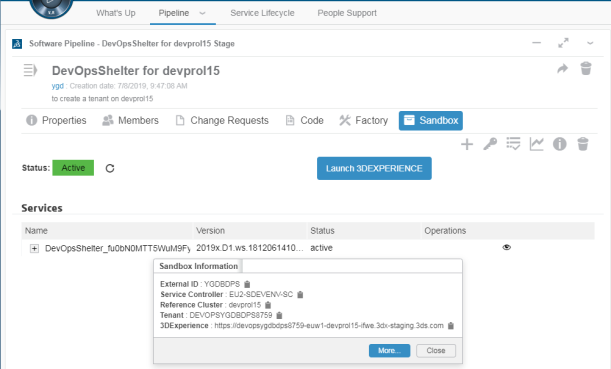 What's Up Pipeline Service Lifecycle People Support
Software Pipeline - DevOpsShelter for devprol15 Stage
DevOpsShelter for devprol15
ygd : Creation date: 7/8/2019, 9:47:06 AM
to create a tenant on devprol15
Properties Members Change Requests Code Factory Sandbox
Status: Active Launch 3DEXPERIENCE
Services
Name Version Status Operations
DevOpsShelter_fu0bN0MTT5WuM9Fy 2019x.D1.ws.1812061410... active
Sandbox Information
External ID : YGDBDPS
Service Controller : EU2-SDEVENV-SC
Reference Cluster : devprol15
Tenant : DEVOPSYGDBDPS8759
3DExperience : https://devopsygdbdps8759-euw1-devprol15-ifwe.3dx-staging.3ds.com
More... Close